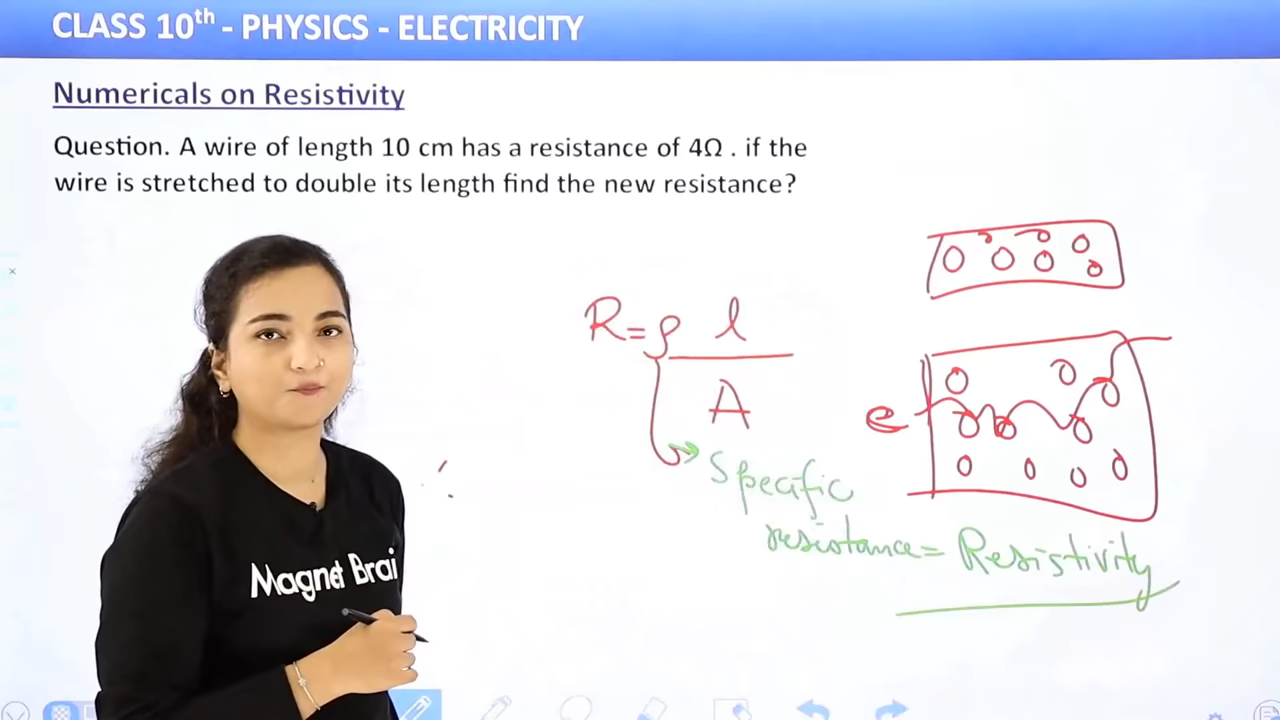 CLASS 10th - PHYSICS - ELECTRICITY
Numericals on Resistivity
Question. A wire of length 10 cm has a resistance of 4Ω . if the
wire is stretched to double its length find the new resistance?
R = ρ l
A
e
Specific
resistance = Resistivity
Magnet Brai